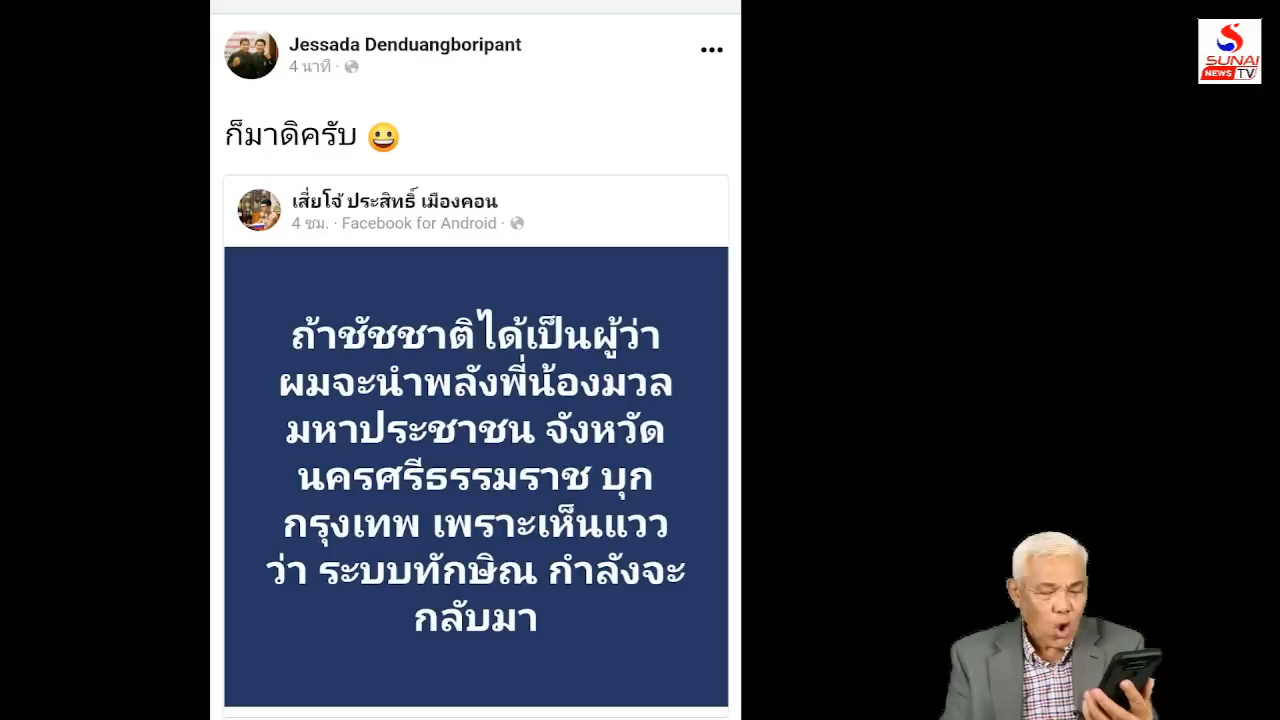 Jessada Denduangboripant
4 นาที ·
ก็มาดิครับ 😀
เสี่ยโจ้ ประสิทธิ์ เมืองคอน
4 ชม. · Facebook for Android ·
ถ้าชัชชาติได้เป็นผู้ว่า
ผมจะนำพลังพี่น้องมวล
มหาประชาชน จังหวัด
นครศรีธรรมราช บุก
กรุงเทพ เพราะเห็นแวว
ว่า ระบบทักษิณ กำลังจะ
กลับมา
SUNAI
NEWS TV